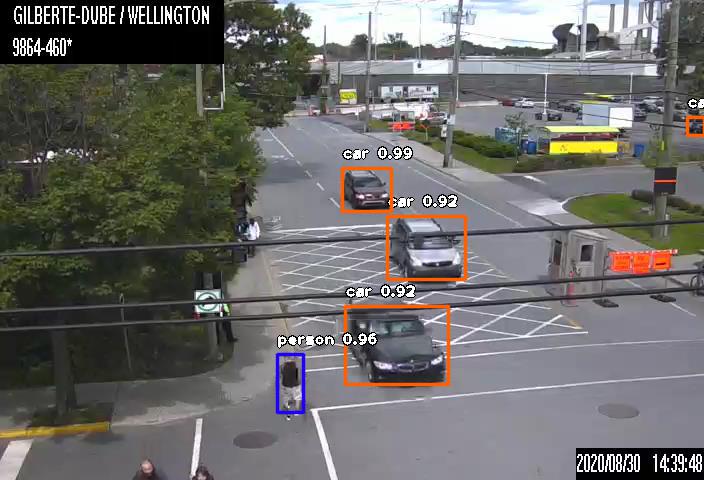 GILBERTE-DUBE / WELLINGTON
9864-460*
ca
car 0.99
car 0.92
car 0.92
person 0.96
2020/08/30 14:39:48